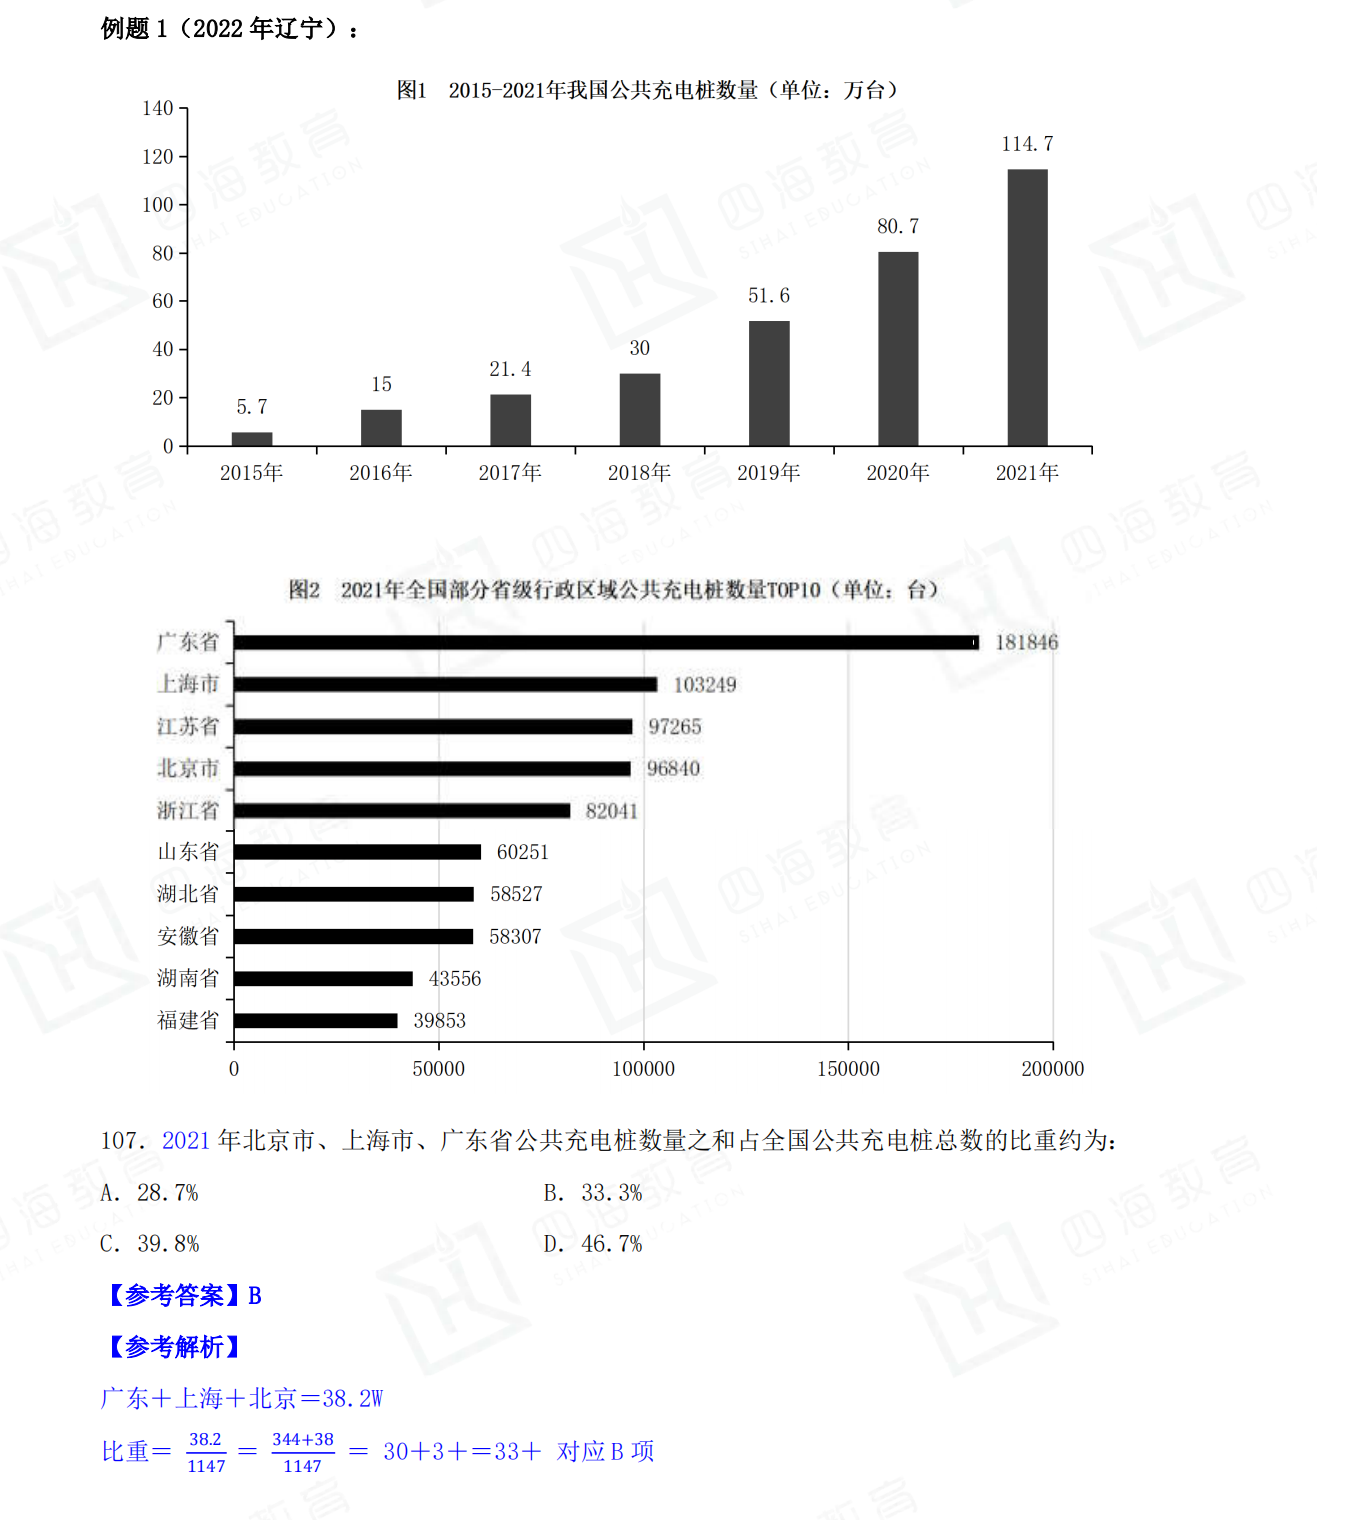 例题 1（2022 年辽宁）：
图1　2015-2021年我国公共充电桩数量（单位：万台）
140
120
100
80
60
40
20
0
5.7
15
21.4
30
51.6
80.7
114.7
2015年 2016年 2017年 2018年 2019年 2020年 2021年
图2　2021年全国部分省级行政区域公共充电桩数量TOP10（单位：台）
广东省 181846
上海市 103249
江苏省 97265
北京市 96840
浙江省 82041
山东省 60251
湖北省 58527
安徽省 58307
湖南省 43556
福建省 39853
0 50000 100000 150000 200000
107. 2021 年北京市、上海市、广东省公共充电桩数量之和占全国公共充电桩总数的比重约为：
A. 28.7% B. 33.3%
C. 39.8% D. 46.7%
【参考答案】B
【参考解析】
广东＋上海＋北京＝38.2W
比重＝ 38.2/1147 ＝ 344+38/1147 ＝ 30＋3＋＝33＋ 对应 B 项
四海教育
SIHAI EDUCATION